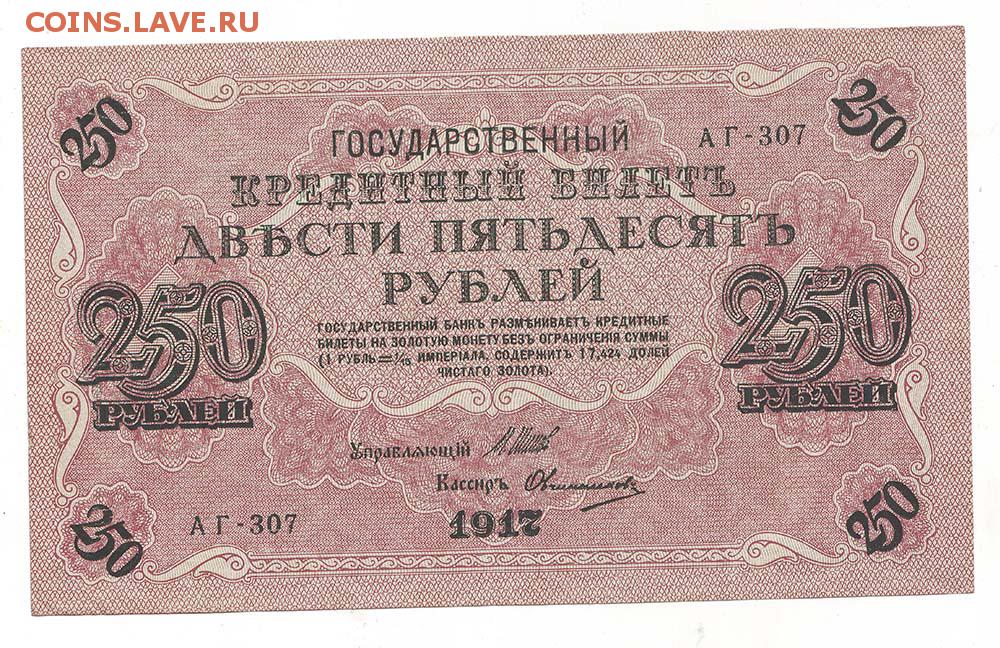 COINS.LAVE.RU
250
250
ГОСУДАРСТВЕННЫЙ
АГ-307
КРЕДИТНЫЙ БИЛЕТЪ
ДВѢСТИ ПЯТЬДЕСЯТЪ
РУБЛЕЙ
250
РУБЛЕЙ
250
РУБЛЕЙ
ГОСУДАРСТВЕННЫЙ БАНКЪ РАЗМѢНИВАЕТЪ КРЕДИТНЫЕ
БИЛЕТЫ НА ЗОЛОТУЮ МОНЕТУ БЕЗЪ ОГРАНИЧЕНІЯ СУММЫ
(1 РУБЛЬ = 1/15 ИМПЕРІАЛА, СОДЕРЖИТЪ 17,424 ДОЛЕЙ
ЧИСТАГО ЗОЛОТА).
Управляющій
Кассиръ Овчинниковъ
АГ-307
1917
250
250